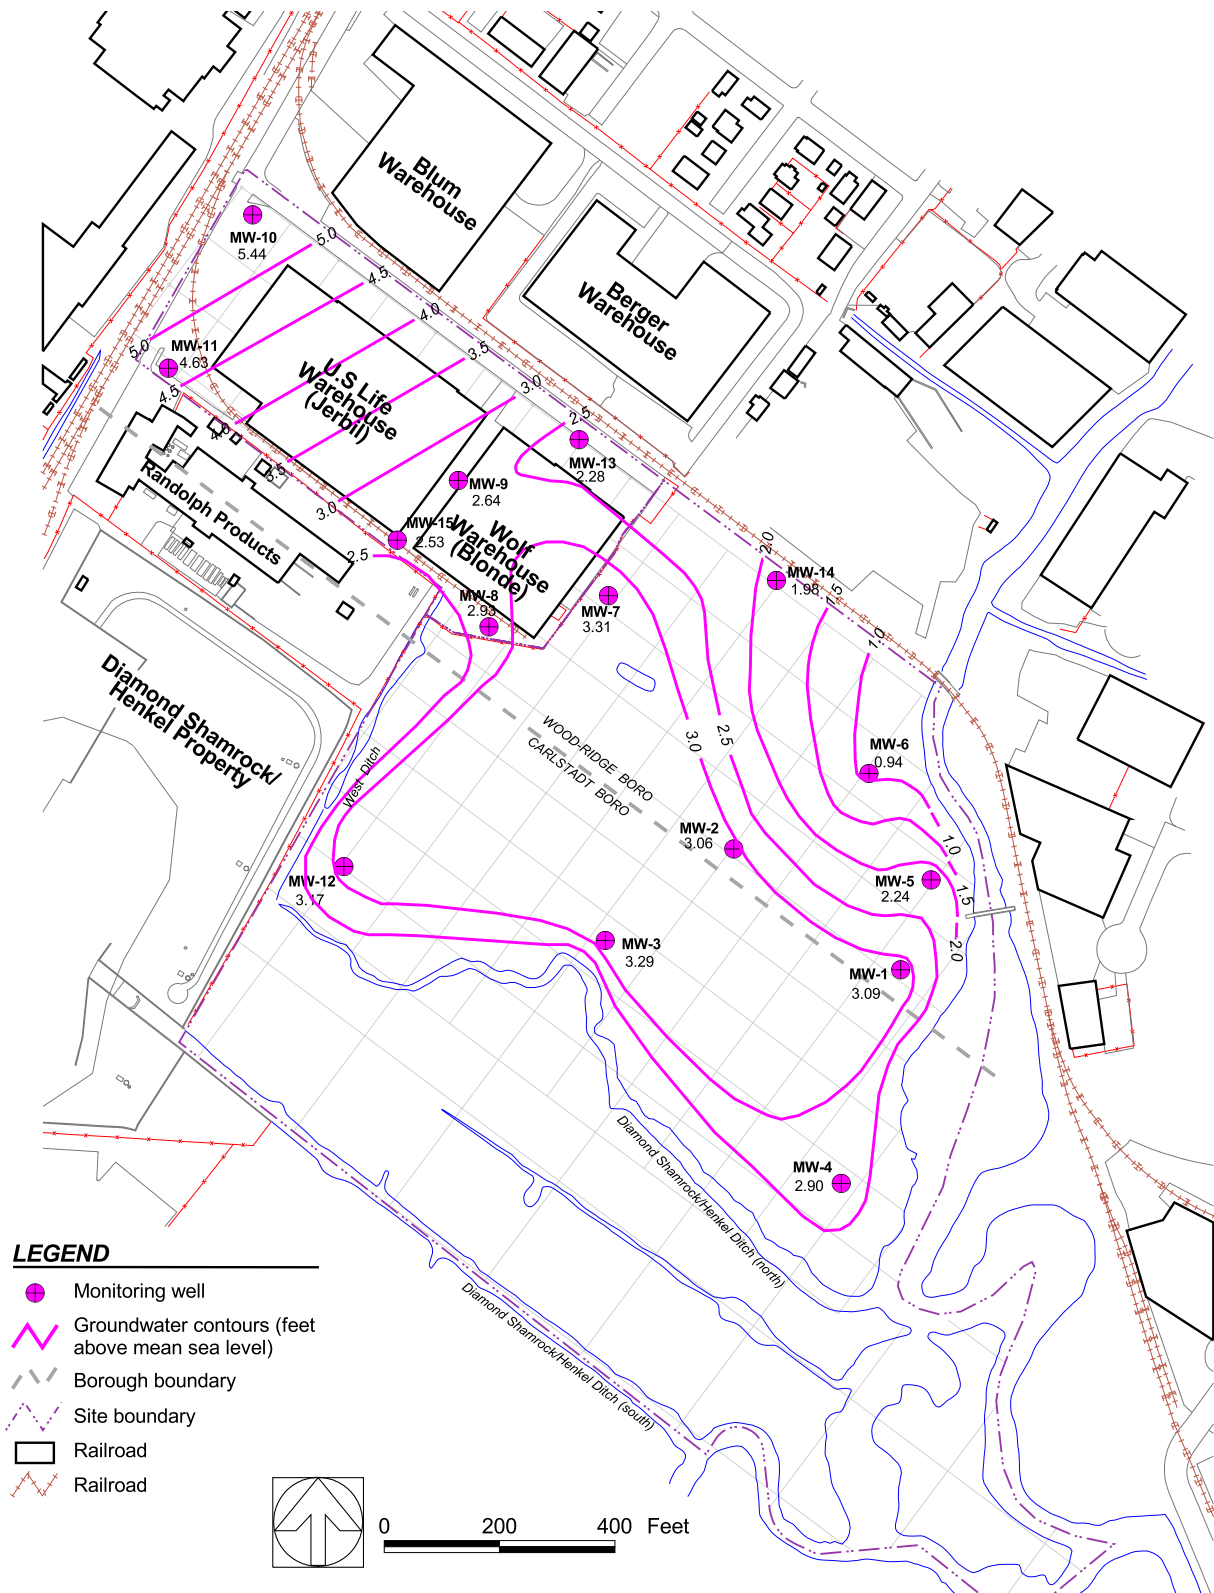 Blum
Warehouse
MW-10
5.44
5.0
4.5
4.0
3.5
3.0
2.5
Berger
Warehouse
5.0
MW-11
4.63
4.5
4.0
3.5
3.0
2.5
U.S Life
Warehouse
(Jerbil)
MW-13
2.28
MW-9
2.64
Randolph Products
MW-15
2.53
Wolf
Warehouse
(Blonde)
MW-8
2.93
MW-7
3.31
2.0
MW-14
1.98
1.5
1.0
Diamond Shamrock/
Henkel Property
West Ditch
WOOD-RIDGE BORO
CARLSTADT BORO
3.0
2.5
MW-6
0.94
MW-2
3.06
1.0
MW-5
2.24
1.5
2.0
MW-12
3.17
MW-3
3.29
MW-1
3.09
MW-4
2.90
Diamond Shamrock/Henkel Ditch (north)
Diamond Shamrock/Henkel Ditch (south)
LEGEND
Monitoring well
Groundwater contours (feet
above mean sea level)
Borough boundary
Site boundary
Railroad
Railroad
0 200 400 Feet